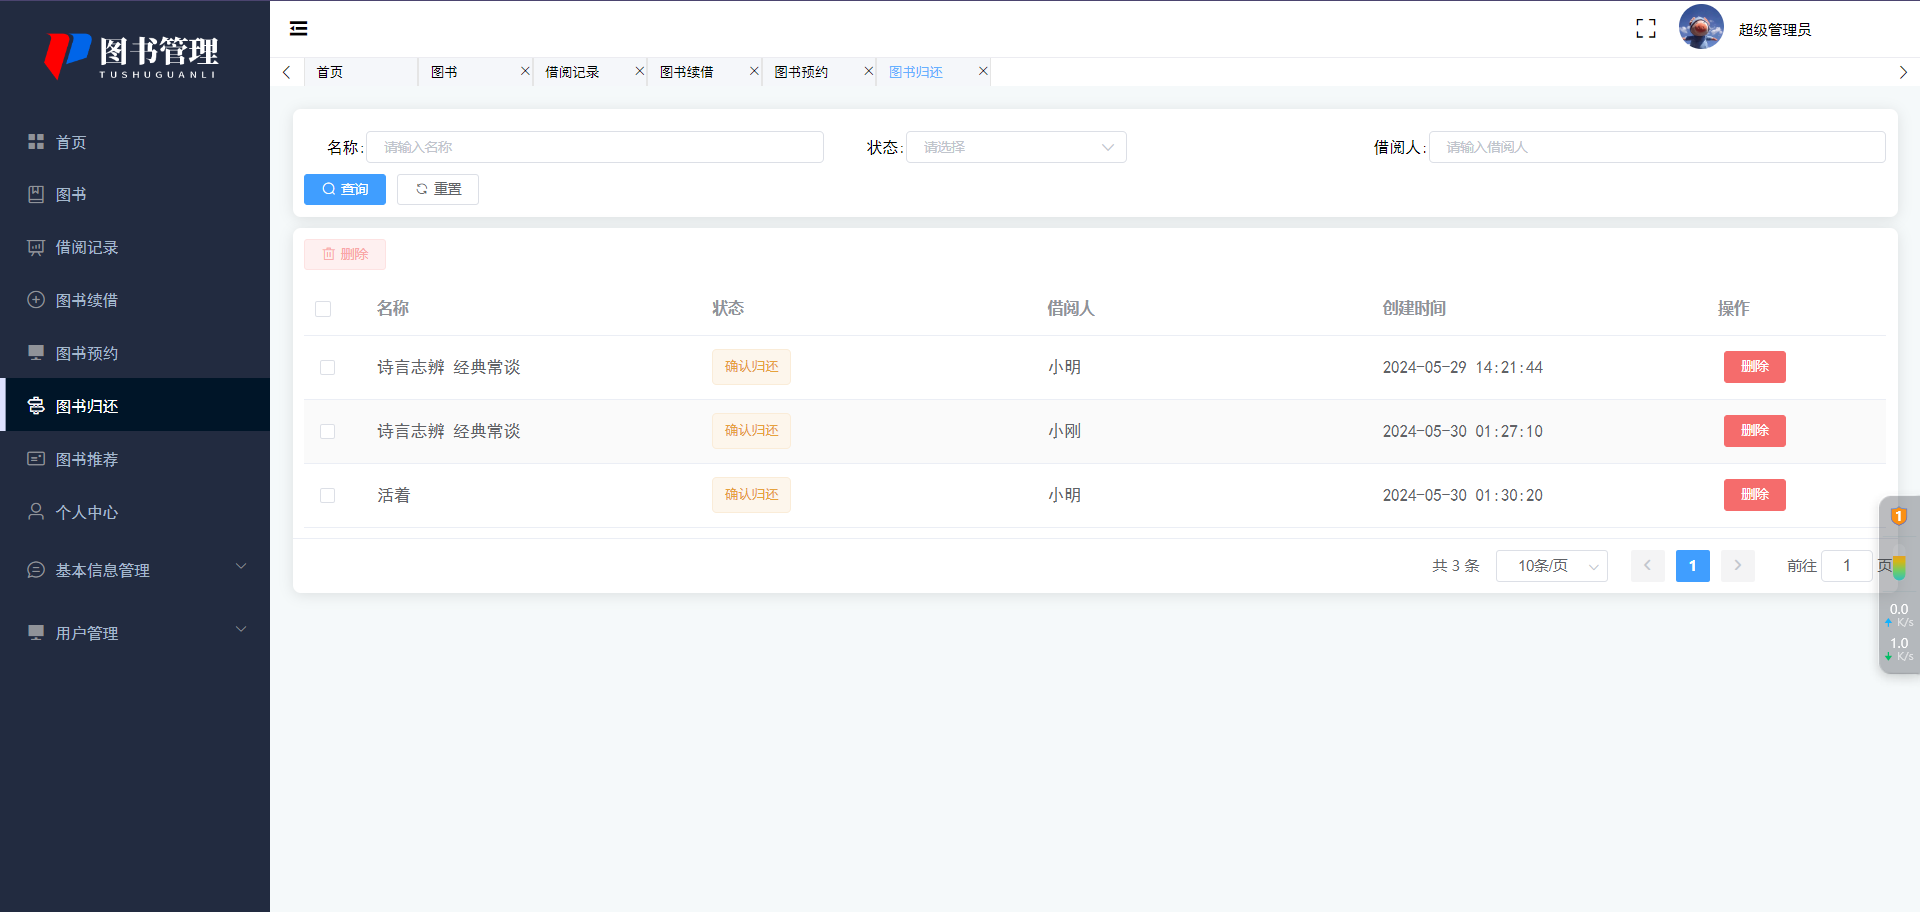 图书管理
TUSHUGUANLI
首页
图书
借阅记录
图书续借
图书预约
图书归还
图书推荐
个人中心
基本信息管理
用户管理
超级管理员
首页 图书 借阅记录 图书续借 图书预约 图书归还
名称: 请输入名称 状态: 请选择 借阅人: 请输入借阅人
查询 重置
删除
名称 状态 借阅人 创建时间 操作
诗言志辨 经典常谈 确认归还 小明 2024-05-29 14:21:44 删除
诗言志辨 经典常谈 确认归还 小刚 2024-05-30 01:27:10 删除
活着 确认归还 小明 2024-05-30 01:30:20 删除
共 3 条 10条/页 1 前往 1 页
1
0.0
K/s
1.0
K/s